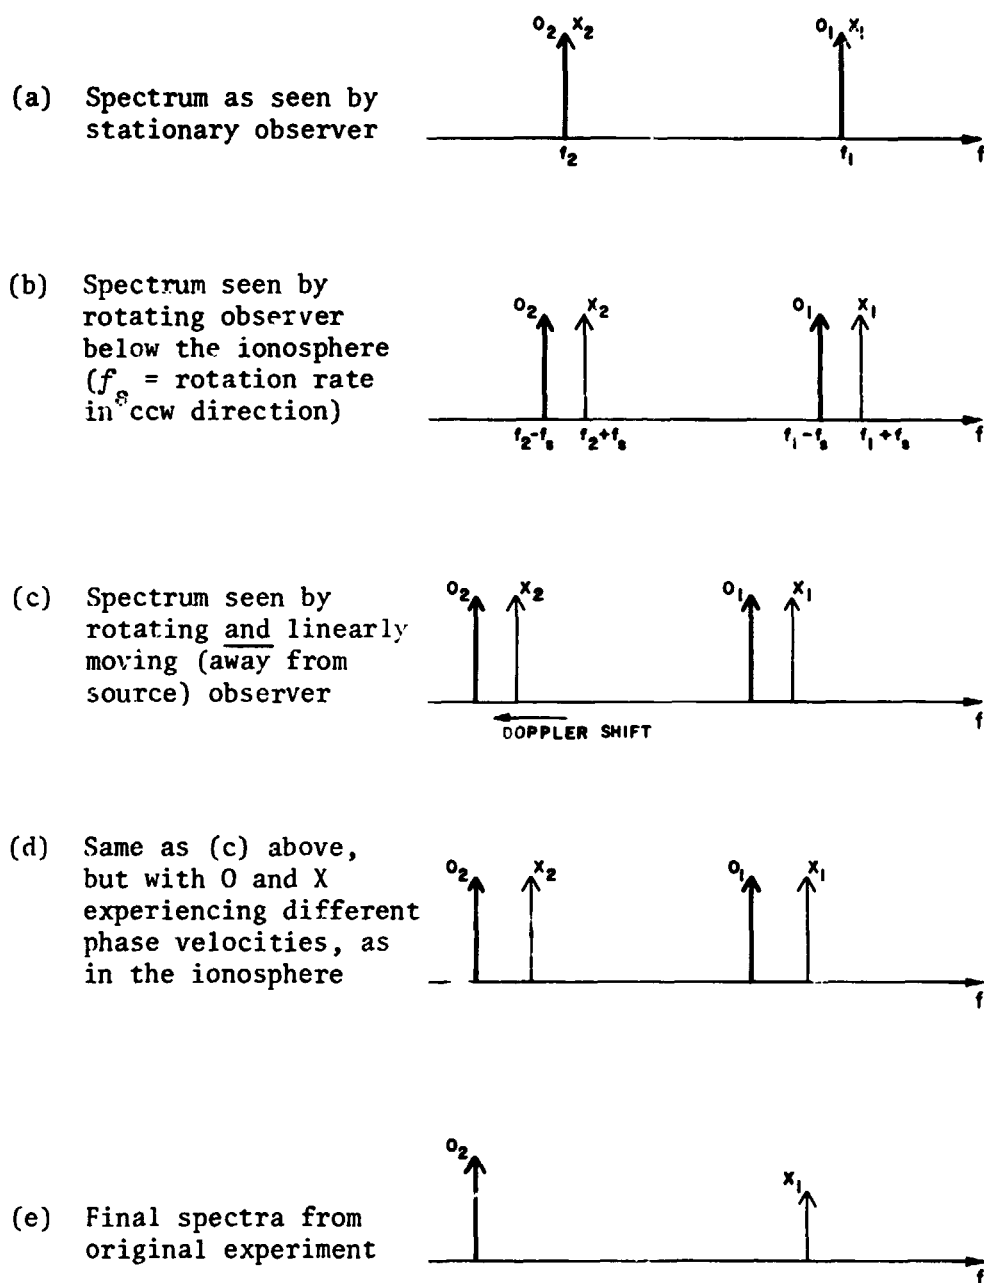 O₂ X₂
O₁ X₁
(a) Spectrum as seen by
stationary observer
f₂
f₁
f
(b) Spectrum seen by
rotating observer
below the ionosphere
(fₛ = rotation rate
in ccw direction)
O₂
X₂
O₁
X₁
f₂-fₛ
f₂+fₛ
f₁-fₛ
f₁+fₛ
f
(c) Spectrum seen by
rotating and linearly
moving (away from
source) observer
O₂
X₂
O₁
X₁
DOPPLER SHIFT
f
(d) Same as (c) above,
but with O and X
experiencing different
phase velocities, as
in the ionosphere
O₂
X₂
O₁
X₁
f
(e) Final spectra from
original experiment
O₂
X₁
f